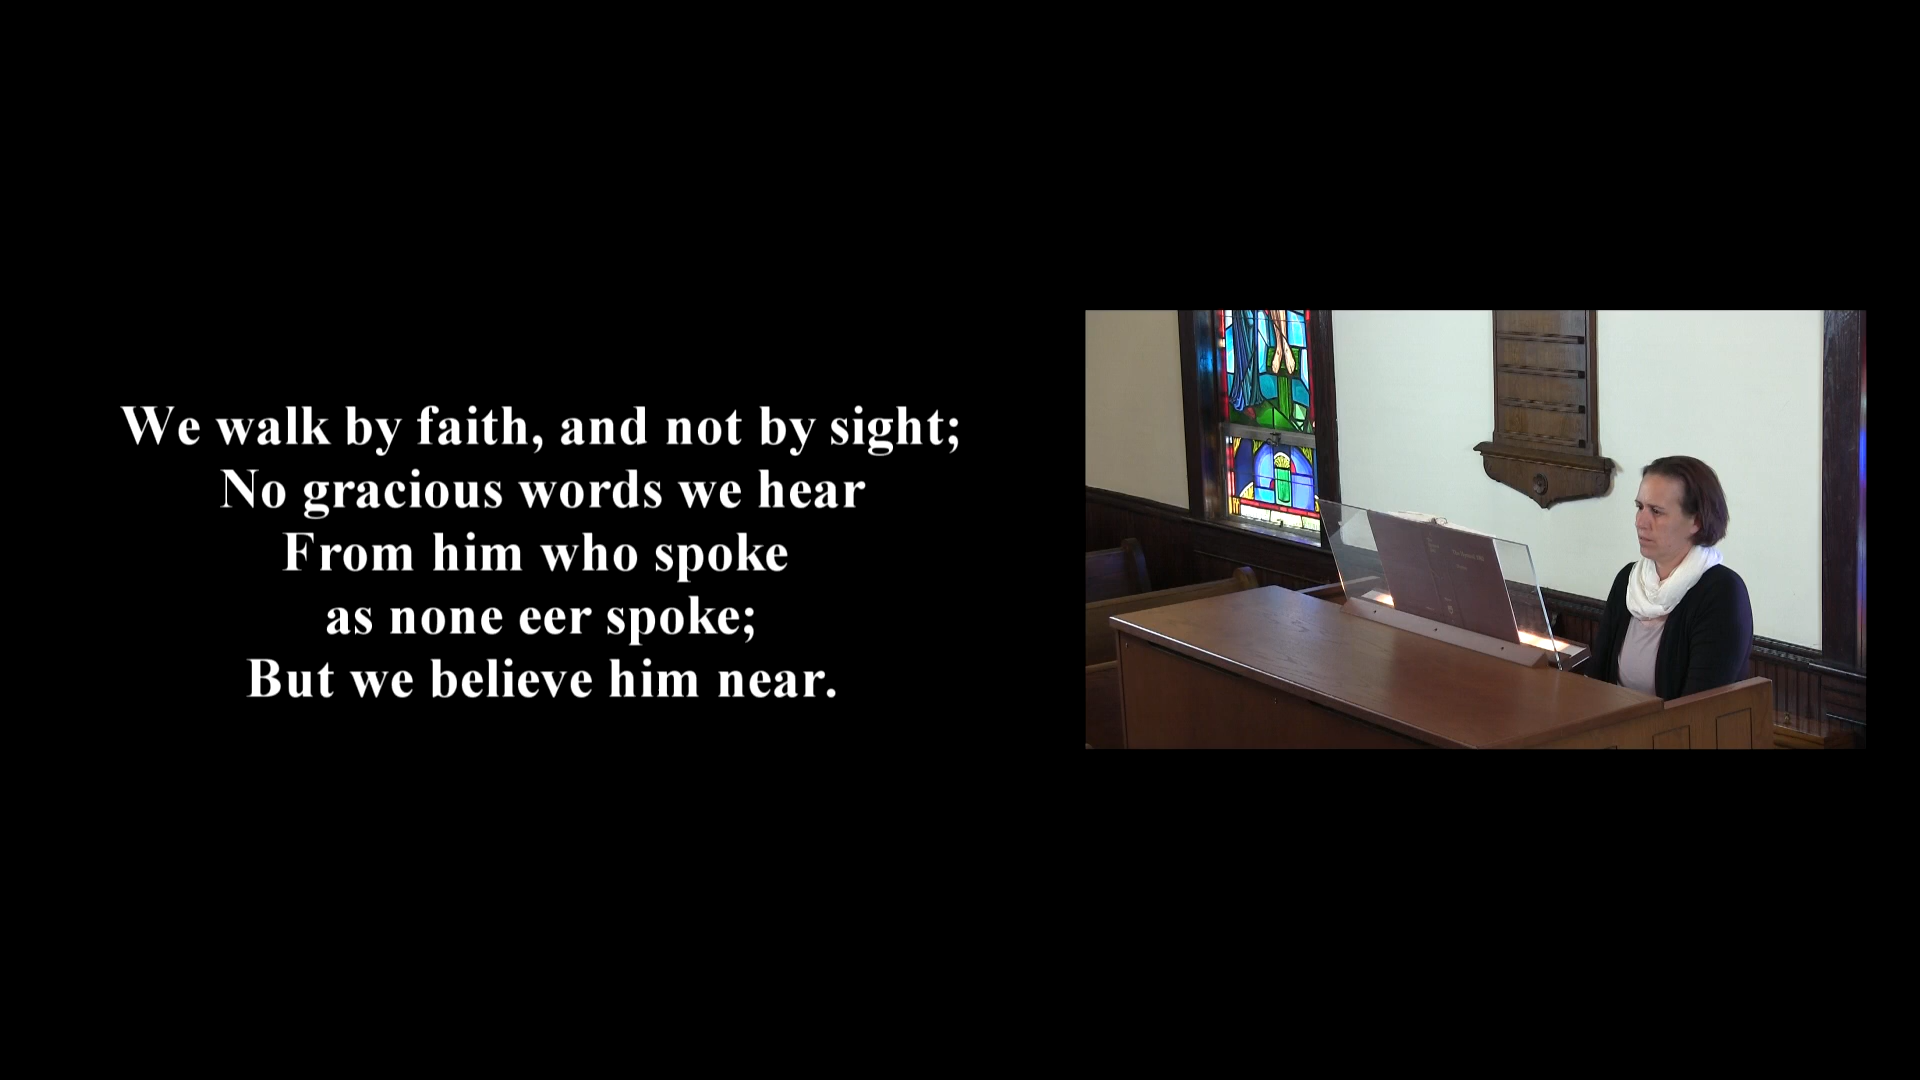 We walk by faith, and not by sight;
No gracious words we hear
From him who spoke
as none eer spoke;
But we believe him near.